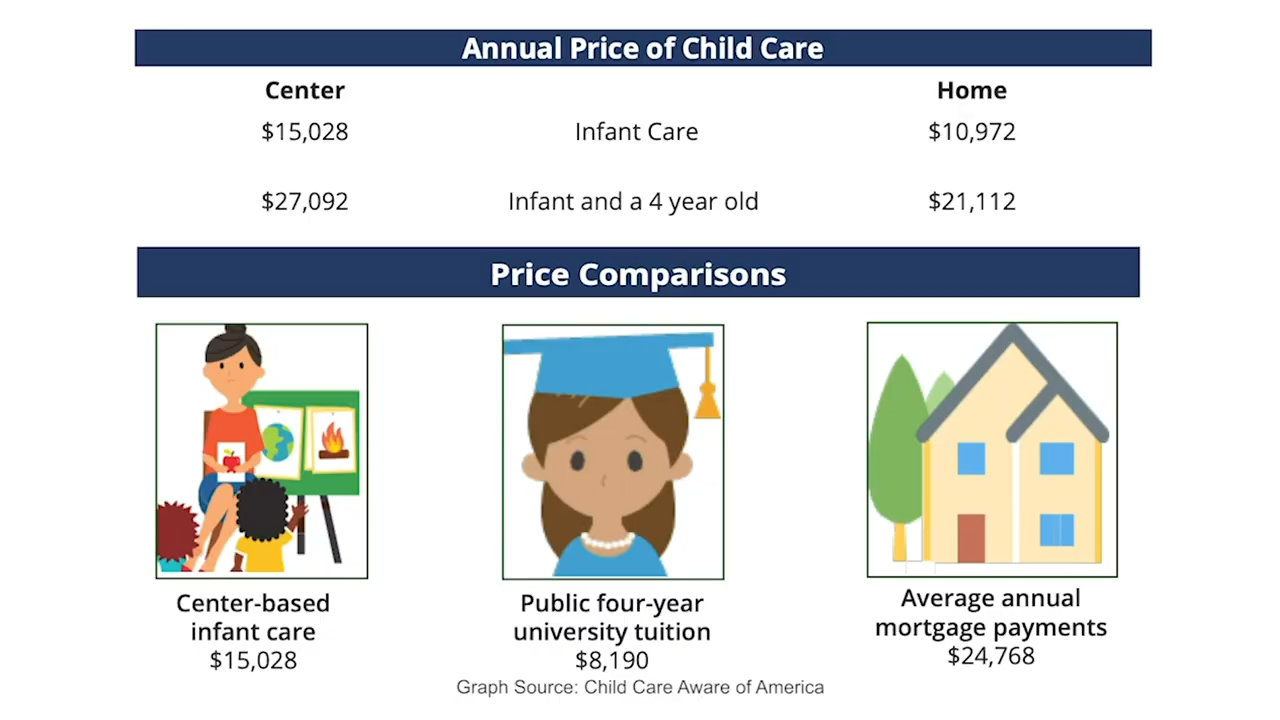 Annual Price of Child Care
Center Home
$15,028 Infant Care $10,972
$27,092 Infant and a 4 year old $21,112
Price Comparisons
Center-based
infant care
$15,028
Public four-year
university tuition
$8,190
Average annual
mortgage payments
$24,768
Graph Source: Child Care Aware of America